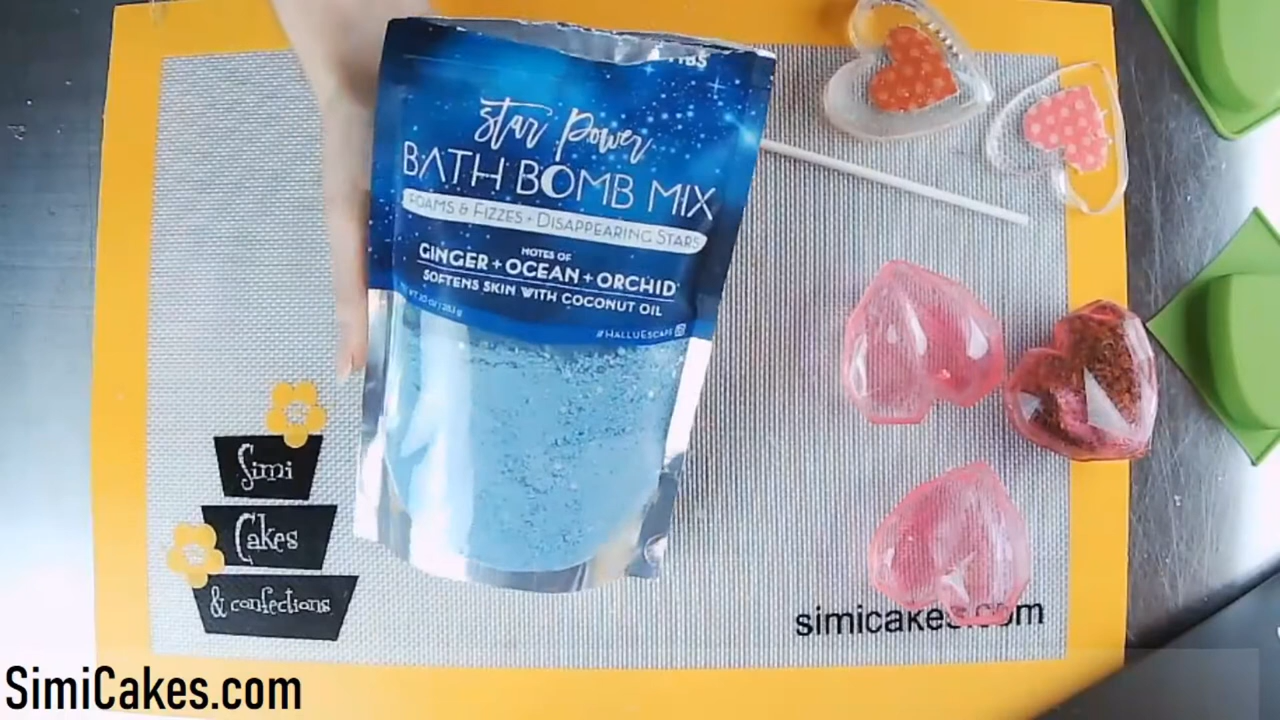 Star Power
BATH BOMB MIX
FOAMS & FIZZES + DISAPPEARING STARS
NOTES OF
GINGER + OCEAN + ORCHID
SOFTENS SKIN WITH COCONUT OIL
#HALLUESCAPE
Simi
Cakes
& confections
simicakes.com
SimiCakes.com